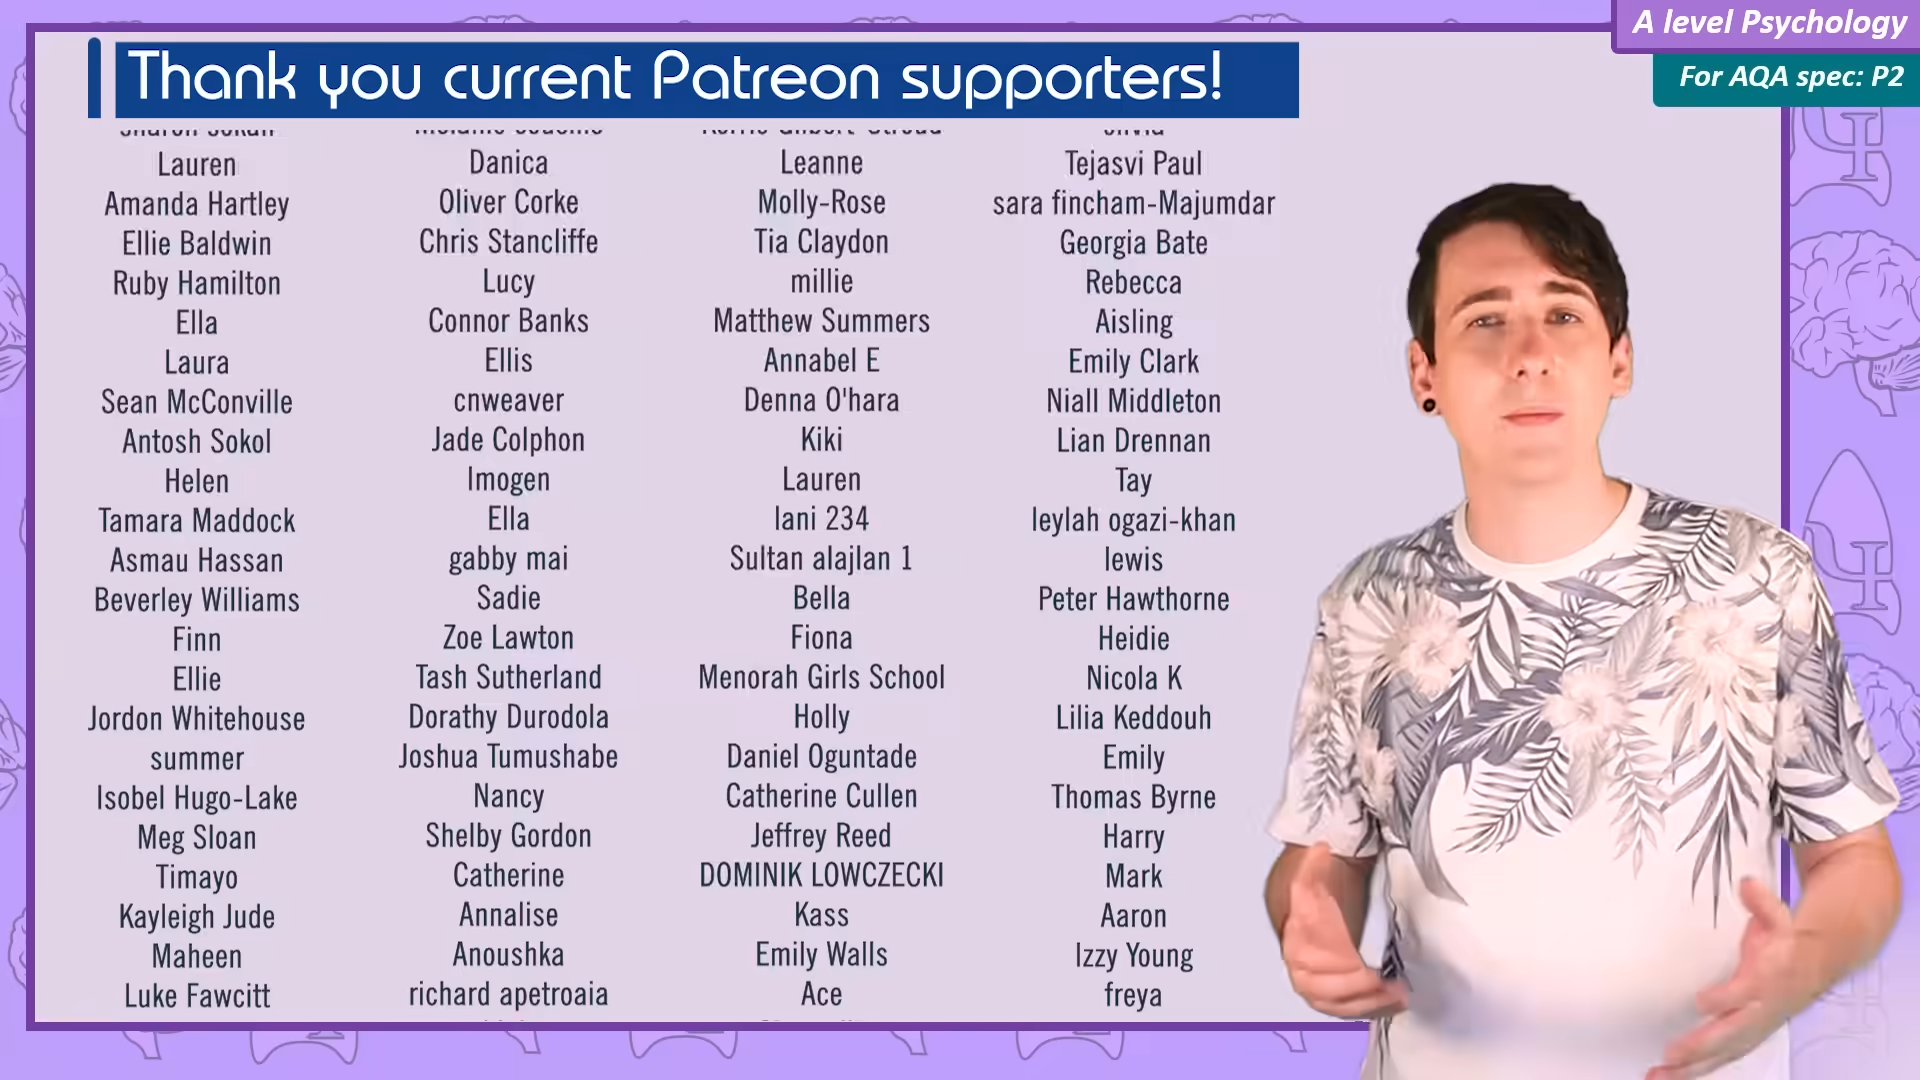 A level Psychology
For AQA spec: P2
Thank you current Patreon supporters!
Lauren Danica Leanne Tejasvi Paul
Amanda Hartley Oliver Corke Molly-Rose sara fincham-Majumdar
Ellie Baldwin Chris Stancliffe Tia Claydon Georgia Bate
Ruby Hamilton Lucy millie Rebecca
Ella Connor Banks Matthew Summers Aisling
Laura Ellis Annabel E Emily Clark
Sean McConville cnweaver Denna O'hara Niall Middleton
Antosh Sokol Jade Colphon Kiki Lian Drennan
Helen Imogen Lauren Tay
Tamara Maddock Ella lani 234 leylah ogazi-khan
Asmau Hassan gabby mai Sultan alajlan 1 lewis
Beverley Williams Sadie Bella Peter Hawthorne
Finn Zoe Lawton Fiona Heidie
Ellie Tash Sutherland Menorah Girls School Nicola K
Jordon Whitehouse Dorathy Durodola Holly Lilia Keddouh
summer Joshua Tumushabe Daniel Oguntade Emily
Isobel Hugo-Lake Nancy Catherine Cullen Thomas Byrne
Meg Sloan Shelby Gordon Jeffrey Reed Harry
Timayo Catherine DOMINIK LOWCZECKI Mark
Kayleigh Jude Annalise Kass Aaron
Maheen Anoushka Emily Walls Izzy Young
Luke Fawcitt richard apetroaia Ace freya